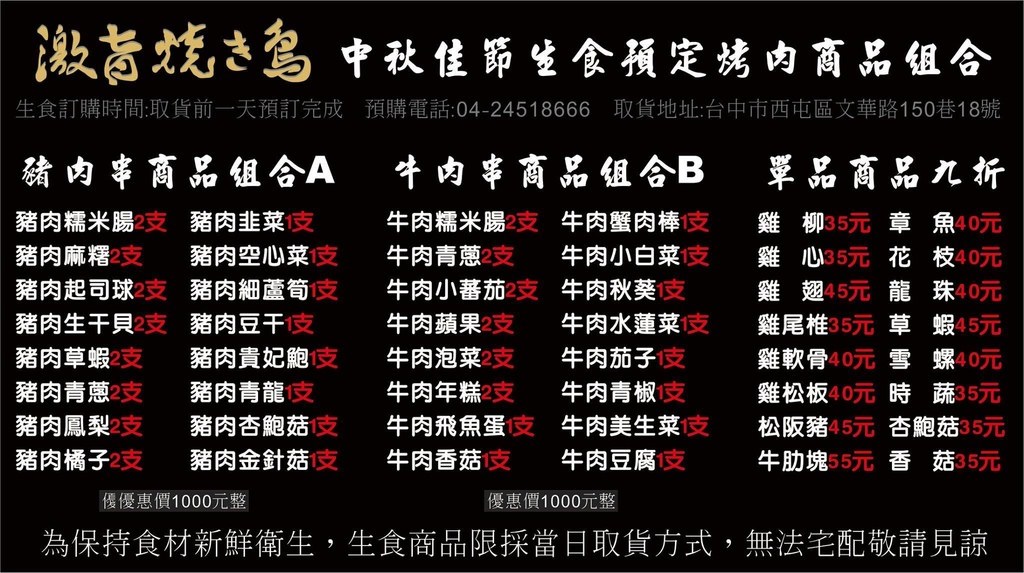 激旨焼き鳥 中秋佳節生食預定烤肉商品組合
生食訂購時間:取貨前一天預訂完成 預購電話:04-24518666 取貨地址:台中市西屯區文華路150巷18號
豬肉串商品組合A 牛肉串商品組合B 單品商品九折
豬肉糯米腸2支 豬肉韭菜1支 牛肉糯米腸2支 牛肉蟹肉棒1支 雞 柳35元 章 魚40元
豬肉麻糬2支 豬肉空心菜1支 牛肉青蔥2支 牛肉小白菜1支 雞 心35元 花 枝40元
豬肉起司球2支 豬肉細蘆筍1支 牛肉小蕃茄2支 牛肉秋葵1支 雞 翅45元 龍 珠40元
豬肉生干貝2支 豬肉豆干1支 牛肉蘋果2支 牛肉水蓮菜1支 雞尾椎35元 草 蝦45元
豬肉草蝦2支 豬肉貴妃鮑1支 牛肉泡菜2支 牛肉茄子1支 雞軟骨40元 雪 螺40元
豬肉青蔥2支 豬肉青龍1支 牛肉年糕2支 牛肉青椒1支 雞松板40元 時 蔬35元
豬肉鳳梨2支 豬肉杏鮑菇1支 牛肉飛魚蛋1支 牛肉美生菜1支 松阪豬45元 杏鮑菇35元
豬肉橘子2支 豬肉金針菇1支 牛肉香菇1支 牛肉豆腐1支 牛肋塊55元 香 菇35元
優惠價1000元整 優惠價1000元整
為保持食材新鮮衛生，生食商品限採當日取貨方式，無法宅配敬請見諒